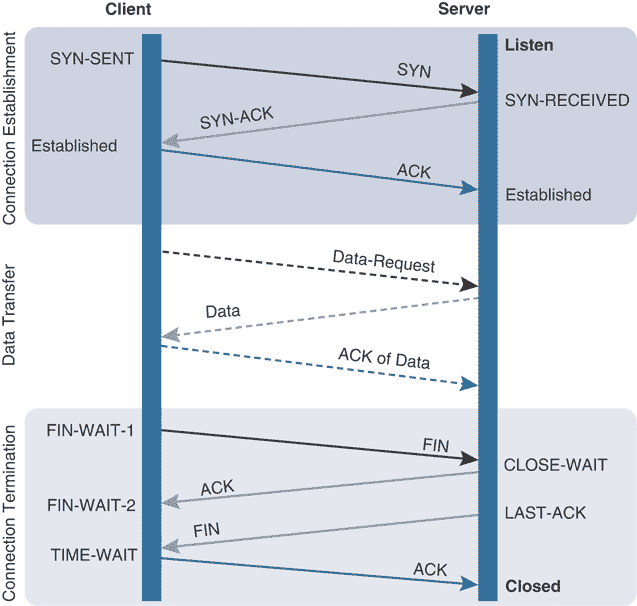 Client
Server
Connection Establishment
Listen
SYN-SENT
SYN
SYN-RECEIVED
SYN-ACK
Established
ACK
Established
Data Transfer
Data-Request
Data
ACK of Data
Connection Termination
FIN-WAIT-1
FIN
CLOSE-WAIT
ACK
FIN-WAIT-2
LAST-ACK
FIN
TIME-WAIT
ACK
Closed